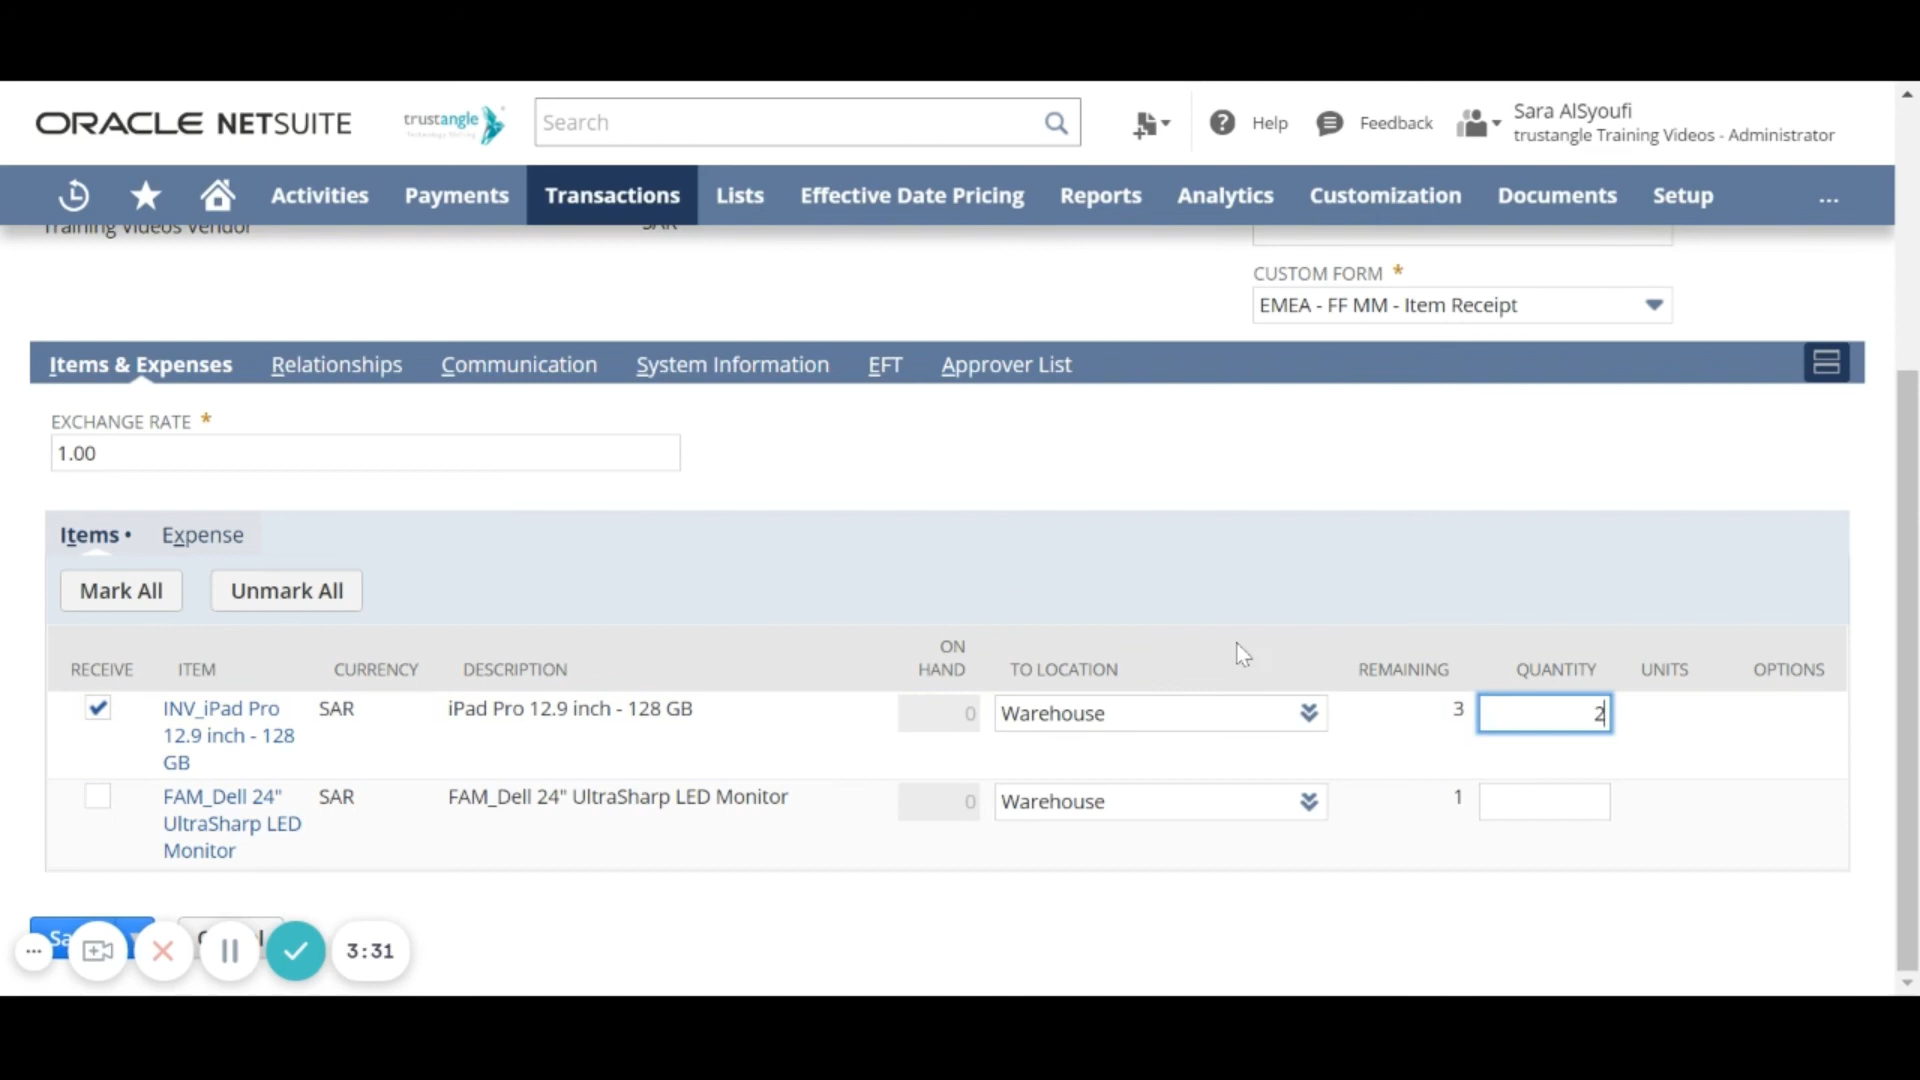 ORACLE NETSUITE
trustangle
Search
Help
Feedback
Sara AlSyoufi
trustangle Training Videos - Administrator
Activities
Payments
Transactions
Lists
Effective Date Pricing
Reports
Analytics
Customization
Documents
Setup
...
Training Videos Vendor
SAR
CUSTOM FORM *
EMEA - FF MM - Item Receipt
Items & Expenses
Relationships
Communication
System Information
EFT
Approver List
EXCHANGE RATE *
1.00
Items •
Expense
Mark All
Unmark All
RECEIVE
ITEM
CURRENCY
DESCRIPTION
ON
HAND
TO LOCATION
REMAINING
QUANTITY
UNITS
OPTIONS
INV_iPad Pro
12.9 inch - 128
GB
SAR
iPad Pro 12.9 inch - 128 GB
0
Warehouse
3
2
FAM_Dell 24"
UltraSharp LED
Monitor
SAR
FAM_Dell 24" UltraSharp LED Monitor
0
Warehouse
1
3:31